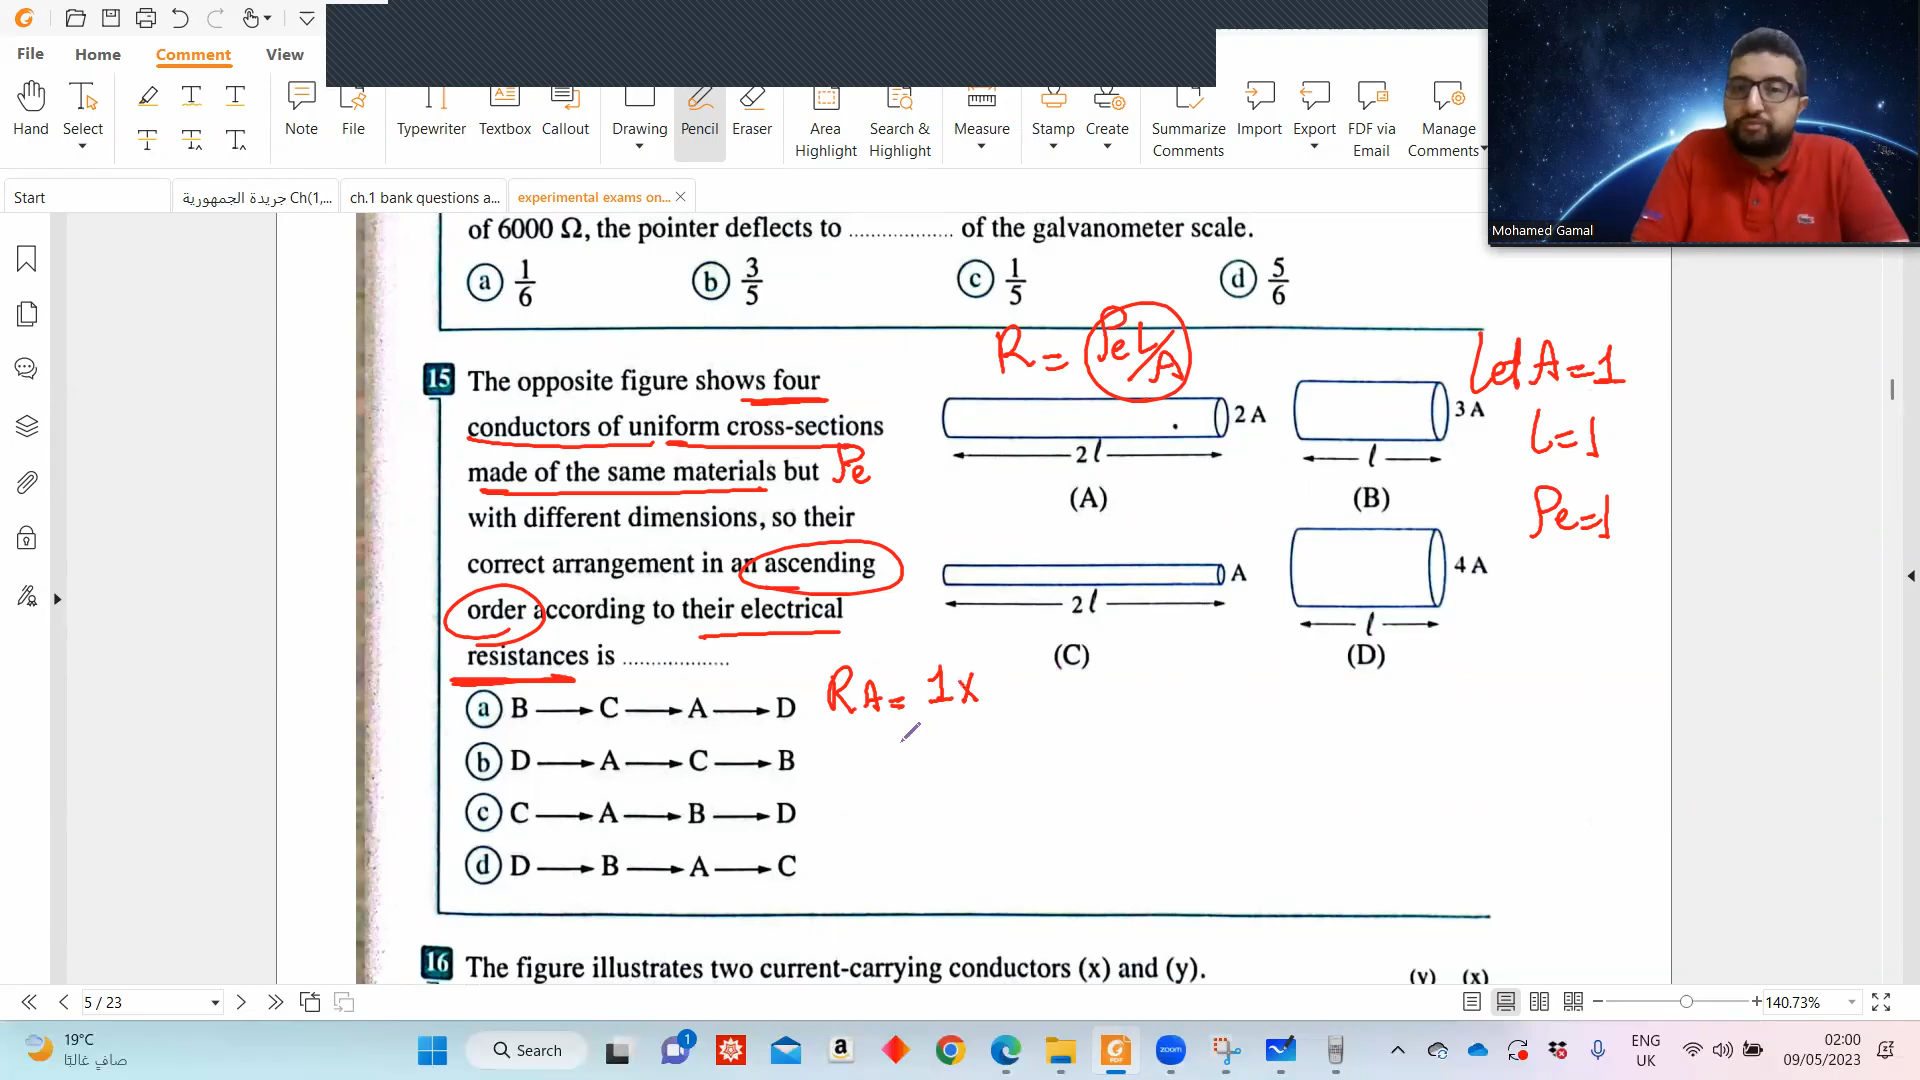 File Home Comment View
Hand Select Note File Typewriter Textbox Callout Drawing Pencil Eraser Area Highlight Search & Highlight Measure Stamp Create Summarize Comments Import Export FDF via Email Manage Comments
Mohamed Gamal
Start جريدة الجمهورية Ch(1,... ch.1 bank questions a... experimental exams on...
of 6000 Ω, the pointer deflects to .................. of the galvanometer scale.
ⓐ 1/6 ⓑ 3/5 ⓒ 1/5 ⓓ 5/6
R = ρe L/A
let A = 1
l = 1
ρe = 1
15 The opposite figure shows four
conductors of uniform cross-sections
made of the same materials but ρe
with different dimensions, so their
correct arrangement in an ascending
order according to their electrical
resistances is ..................
2 A
2 l
(A)
3 A
l
(B)
A
2 l
(C)
4 A
l
(D)
RA = 1x
ⓐ B → C → A → D
ⓑ D → A → C → B
ⓒ C → A → B → D
ⓓ D → B → A → C
16 The figure illustrates two current-carrying conductors (x) and (y).
(y) (x)
5 / 23
140.73%
19°C
صافٍ غالبًا
Search
1
a
zoom
PDF
ENG
UK
02:00
09/05/2023